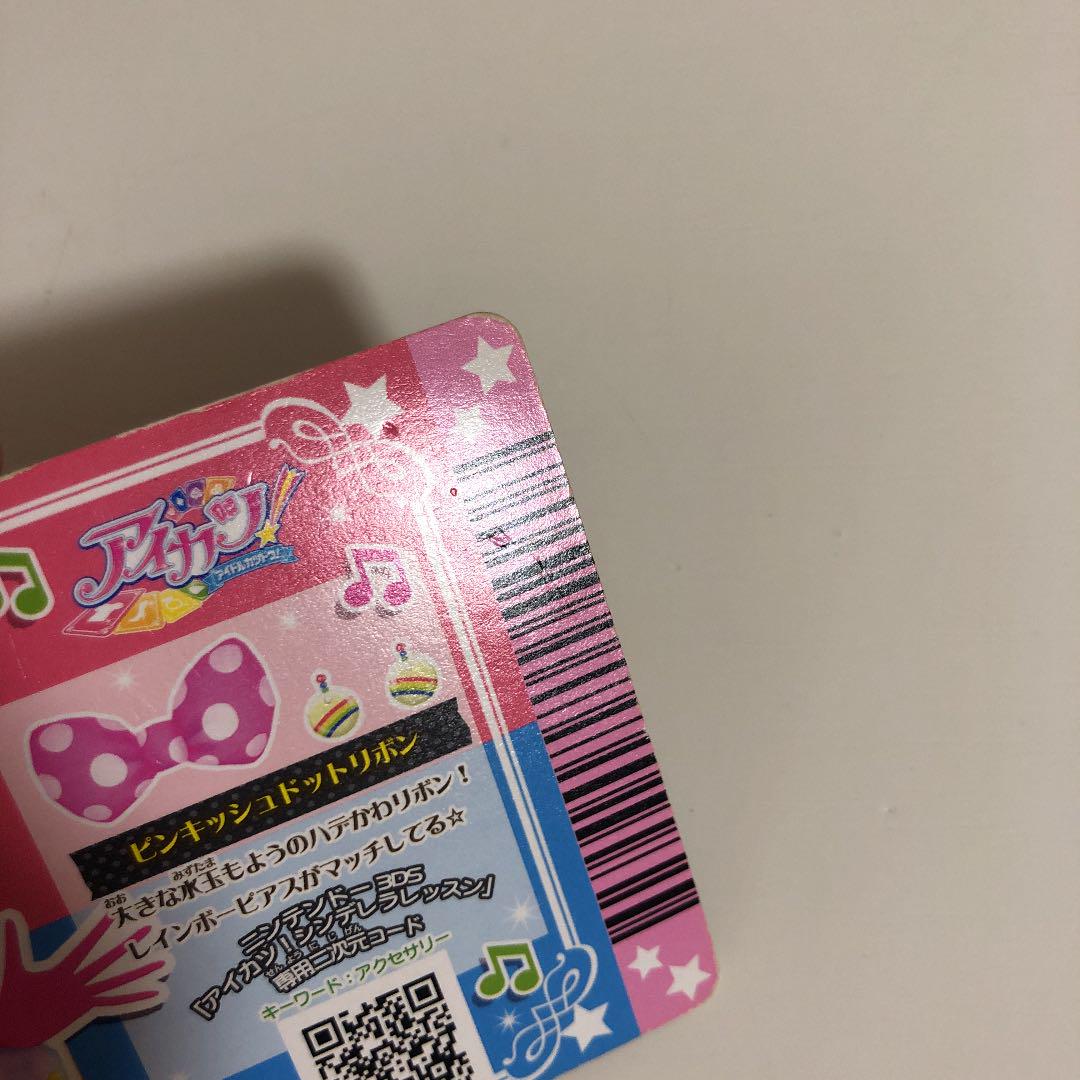 アイカツ!
アイドルカツドウ!
ピンキッシュドットリボン
大きな水玉もようのハデかわリボン!
レインボーピアスがマッチしてる☆
ニンテンドー3DS
「アイカツ!シンデレラレッスン」
専用二次元コード
キーワード:アクセサリー